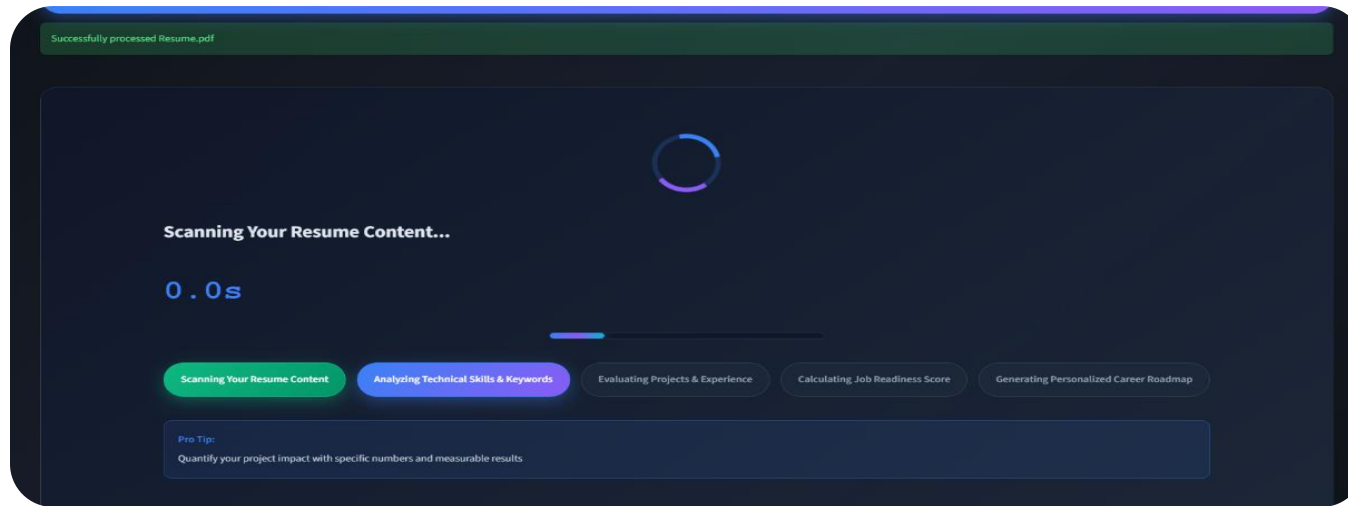 Successfully processed Resume.pdf
Scanning Your Resume Content...
0.0s
Scanning Your Resume Content
Analyzing Technical Skills & Keywords
Evaluating Projects & Experience
Calculating Job Readiness Score
Generating Personalized Career Roadmap
Pro Tip:
Quantify your project impact with specific numbers and measurable results